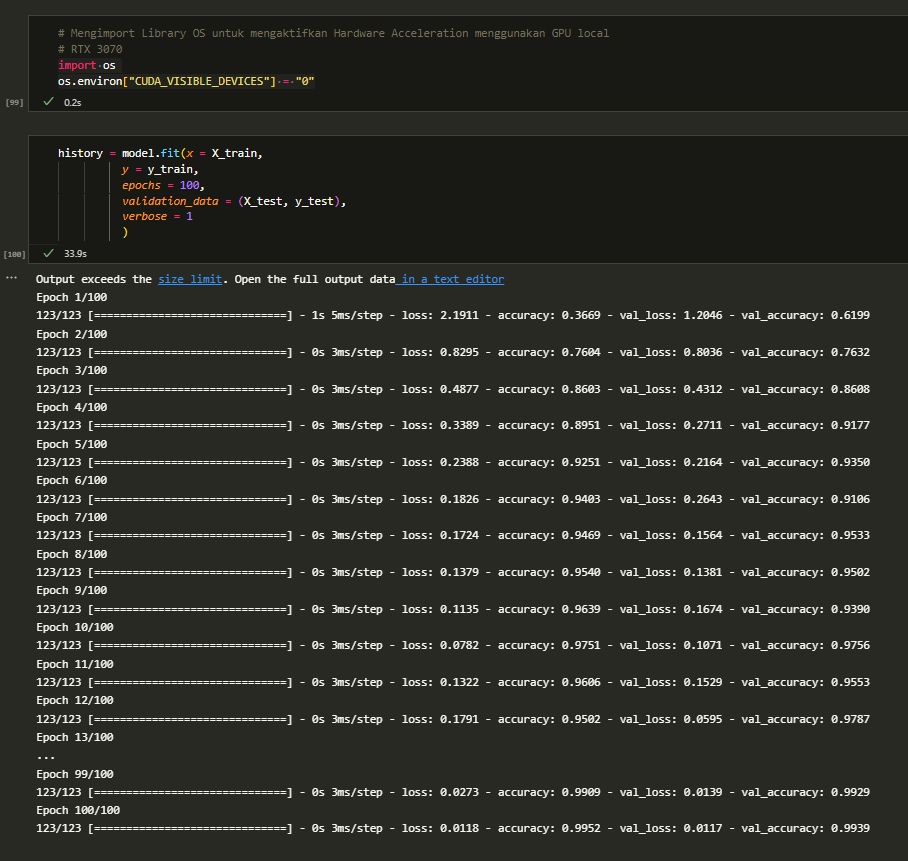 # Mengimport Library OS untuk mengaktifkan Hardware Acceleration menggunakan GPU local
# RTX 3070
import os
os.environ["CUDA_VISIBLE_DEVICES"] = "0"
[99] ✓ 0.2s
history = model.fit(x = X_train,
y = y_train,
epochs = 100,
validation_data = (X_test, y_test),
verbose = 1
)
[100] ✓ 33.9s
... Output exceeds the size limit. Open the full output data in a text editor
Epoch 1/100
123/123 [==============================] - 1s 5ms/step - loss: 2.1911 - accuracy: 0.3669 - val_loss: 1.2046 - val_accuracy: 0.6199
Epoch 2/100
123/123 [==============================] - 0s 3ms/step - loss: 0.8295 - accuracy: 0.7604 - val_loss: 0.8036 - val_accuracy: 0.7632
Epoch 3/100
123/123 [==============================] - 0s 3ms/step - loss: 0.4877 - accuracy: 0.8603 - val_loss: 0.4312 - val_accuracy: 0.8608
Epoch 4/100
123/123 [==============================] - 0s 3ms/step - loss: 0.3389 - accuracy: 0.8951 - val_loss: 0.2711 - val_accuracy: 0.9177
Epoch 5/100
123/123 [==============================] - 0s 3ms/step - loss: 0.2388 - accuracy: 0.9251 - val_loss: 0.2164 - val_accuracy: 0.9350
Epoch 6/100
123/123 [==============================] - 0s 3ms/step - loss: 0.1826 - accuracy: 0.9403 - val_loss: 0.2643 - val_accuracy: 0.9106
Epoch 7/100
123/123 [==============================] - 0s 3ms/step - loss: 0.1724 - accuracy: 0.9469 - val_loss: 0.1564 - val_accuracy: 0.9533
Epoch 8/100
123/123 [==============================] - 0s 3ms/step - loss: 0.1379 - accuracy: 0.9540 - val_loss: 0.1381 - val_accuracy: 0.9502
Epoch 9/100
123/123 [==============================] - 0s 3ms/step - loss: 0.1135 - accuracy: 0.9639 - val_loss: 0.1674 - val_accuracy: 0.9390
Epoch 10/100
123/123 [==============================] - 0s 3ms/step - loss: 0.0782 - accuracy: 0.9751 - val_loss: 0.1071 - val_accuracy: 0.9756
Epoch 11/100
123/123 [==============================] - 0s 3ms/step - loss: 0.1322 - accuracy: 0.9606 - val_loss: 0.1529 - val_accuracy: 0.9553
Epoch 12/100
123/123 [==============================] - 0s 3ms/step - loss: 0.1791 - accuracy: 0.9502 - val_loss: 0.0595 - val_accuracy: 0.9787
Epoch 13/100
...
Epoch 99/100
123/123 [==============================] - 0s 3ms/step - loss: 0.0273 - accuracy: 0.9909 - val_loss: 0.0139 - val_accuracy: 0.9929
Epoch 100/100
123/123 [==============================] - 0s 3ms/step - loss: 0.0118 - accuracy: 0.9952 - val_loss: 0.0117 - val_accuracy: 0.9939